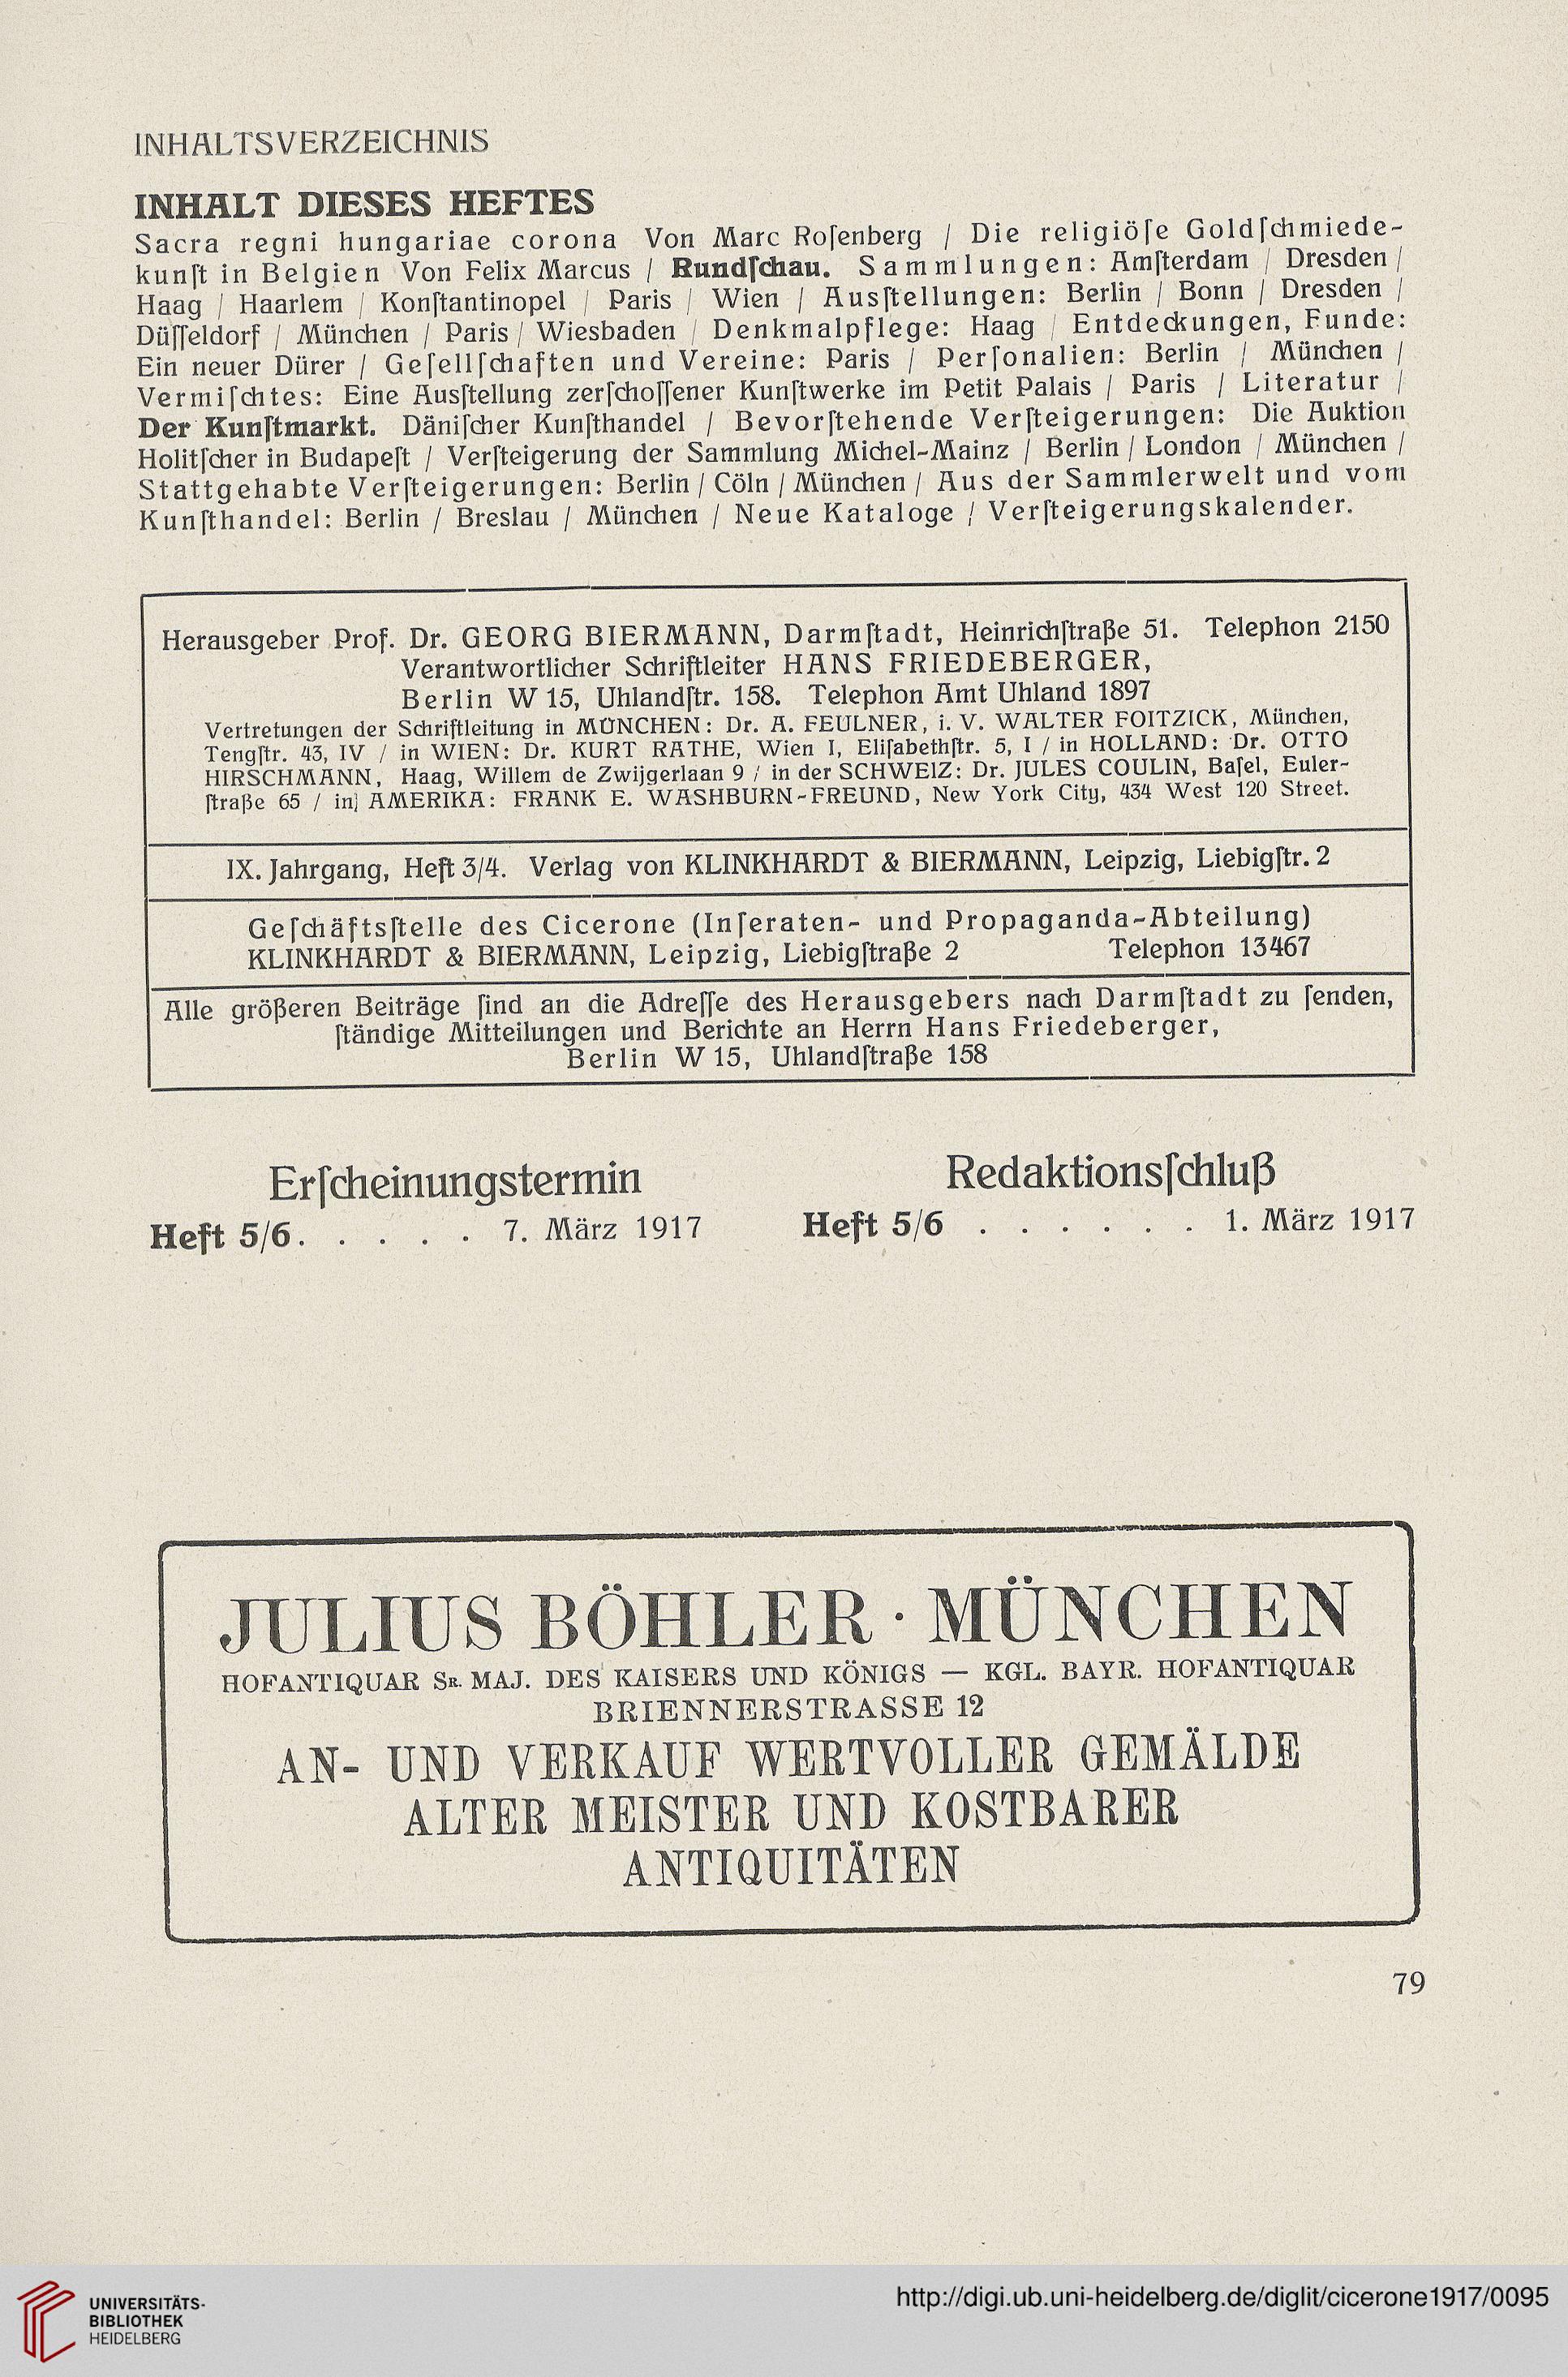 INHALTSVERZEICHNIS
INHALT DIESES HEFTES
Sacra regni hungariae corona Von Marc Roſenberg / Die religiöſe Goldſchmiede-
kunſt in Belgien Von Felix Marcus / Rundſchau. Sammlungen: Amſterdam / Dresden /
Haag / Haarlem / Konſtantinopel / Paris / Wien / Ausſtellungen: Berlin / Bonn / Dresden /
Düſſeldorf / München / Paris / Wiesbaden / Denkmalpflege: Haag / Entdeckungen, Funde:
Ein neuer Dürer / Geſellſchaften und Vereine: Paris / Perſonalien: Berlin / München /
Vermiſchtes: Eine Ausſtellung zerſchoſſener Kunſtwerke im Petit Palais / Paris / Literatur /
Der Kunſtmarkt. Däniſcher Kunſthandel / Bevorſtehende Verſteigerungen: Die Auktion
Holitſcher in Budapeſt / Verſteigerung der Sammlung Michel-Mainz / Berlin / London / München /
Stattgehabte Verſteigerungen: Berlin / Cöln / München / Aus der Sammlerwelt und vom
Kunſthandel: Berlin / Breslau / München / Neue Kataloge / Verſteigerungskalender.
Herausgeber Prof. Dr. GEORG BIERMANN, Darmſtadt, Heinrichſtraße 51. Telephon 2150
Verantwortlicher Schriftleiter HANS FRIEDEBERGER,
Berlin W 15, Uhlandſtr. 158. Telephon Amt Uhland 1897
Vertretungen der Schriftleitung in MÜNCHEN: Dr. A. FEULNER, i. V. WALTER FOITZICK, München,
Tengſtr. 43, IV / in WIEN: Dr. KURT RATHE, Wien I, Eliſabethſtr. 5, I / in HOLLAND: Dr. OTTO
HIRSCHMANN, Haag, Willem de Zwijgerlaan 9 / in der SCHWEIZ: Dr. JULES COULIN, Baſel, Euler-
ſtraße 65 / in] AMERIKA: FRANK E. WASHBURN-FREUND, New York City, 434 West 120 Street.
IX. Jahrgang, Heft 3/4. Verlag von KLINKHARDT & BIERMANN, Leipzig, Liebigſtr. 2
Geſchäftsſtelle des Cicerone (Inſeraten- und Propaganda-Abteilung)
KLINKHARDT & BIERMANN, Leipzig, Liebigſtraße 2 Telephon 13467
Alle größeren Beiträge ſind an die Adreſſe des Herausgebers nach Darmſtadt zu ſenden,
ſtändige Mitteilungen und Berichte an Herrn Hans Friedeberger,
Berlin W 15, Uhlandſtraße 158
Erſcheinungstermin
Heft 5/6. . . . . 7. März 1917
Redaktionsſchluß
Heft 5/6 . . . . . . 1. März 1917
JULIUS BÖHLER · MÜNCHEN
HOFANTIQUAR SR. MAJ. DES KAISERS UND KÖNIGS — KGL. BAYR. HOFANTIQUAR
BRIENNERSTRASSE 12
AN- UND VERKAUF WERTVOLLER GEMÄLDE
ALTER MEISTER UND KOSTBARER
ANTIQUITÄTEN
79
UNIVERSITÄTS-
BIBLIOTHEK
HEIDELBERG
http://digi.ub.uni-heidelberg.de/diglit/cicerone1917/0095